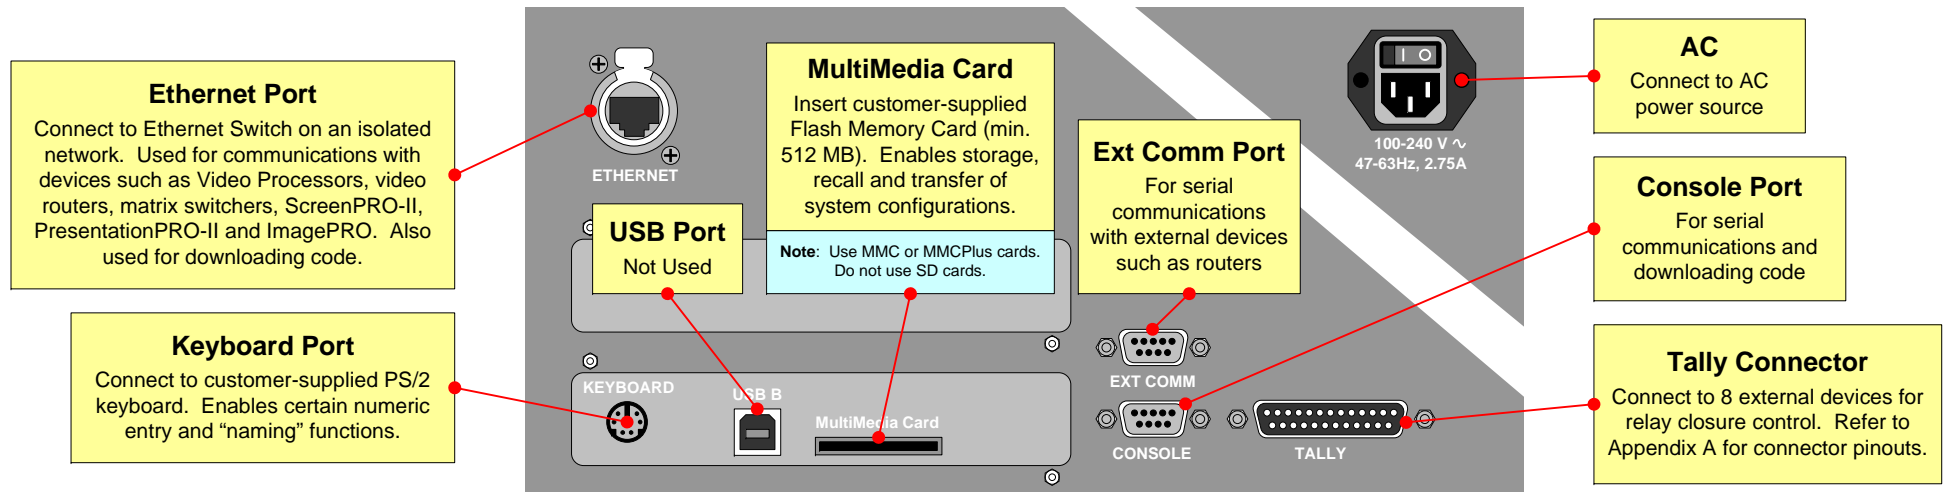 Ethernet Port
Connect to Ethernet Switch on an isolated
network.  Used for communications with
devices such as Video Processors, video
routers, matrix switchers, ScreenPRO-II,
PresentationPRO-II and ImagePRO.  Also
used for downloading code.
Keyboard Port
Connect to customer-supplied PS/2
keyboard.  Enables certain numeric
entry and “naming” functions.
ETHERNET
USB Port
Not Used
MultiMedia Card
Insert customer-supplied
Flash Memory Card (min.
512 MB).  Enables storage,
recall and transfer of
system configurations.
Note:  Use MMC or MMCPlus cards.
Do not use SD cards.
KEYBOARD
USB B
MultiMedia Card
Ext Comm Port
For serial
communications
with external devices
such as routers
EXT COMM
CONSOLE
TALLY
100-240 V ∿
47-63Hz, 2.75A
AC
Connect to AC
power source
Console Port
For serial
communications and
downloading code
Tally Connector
Connect to 8 external devices for
relay closure control.  Refer to
Appendix A for connector pinouts.